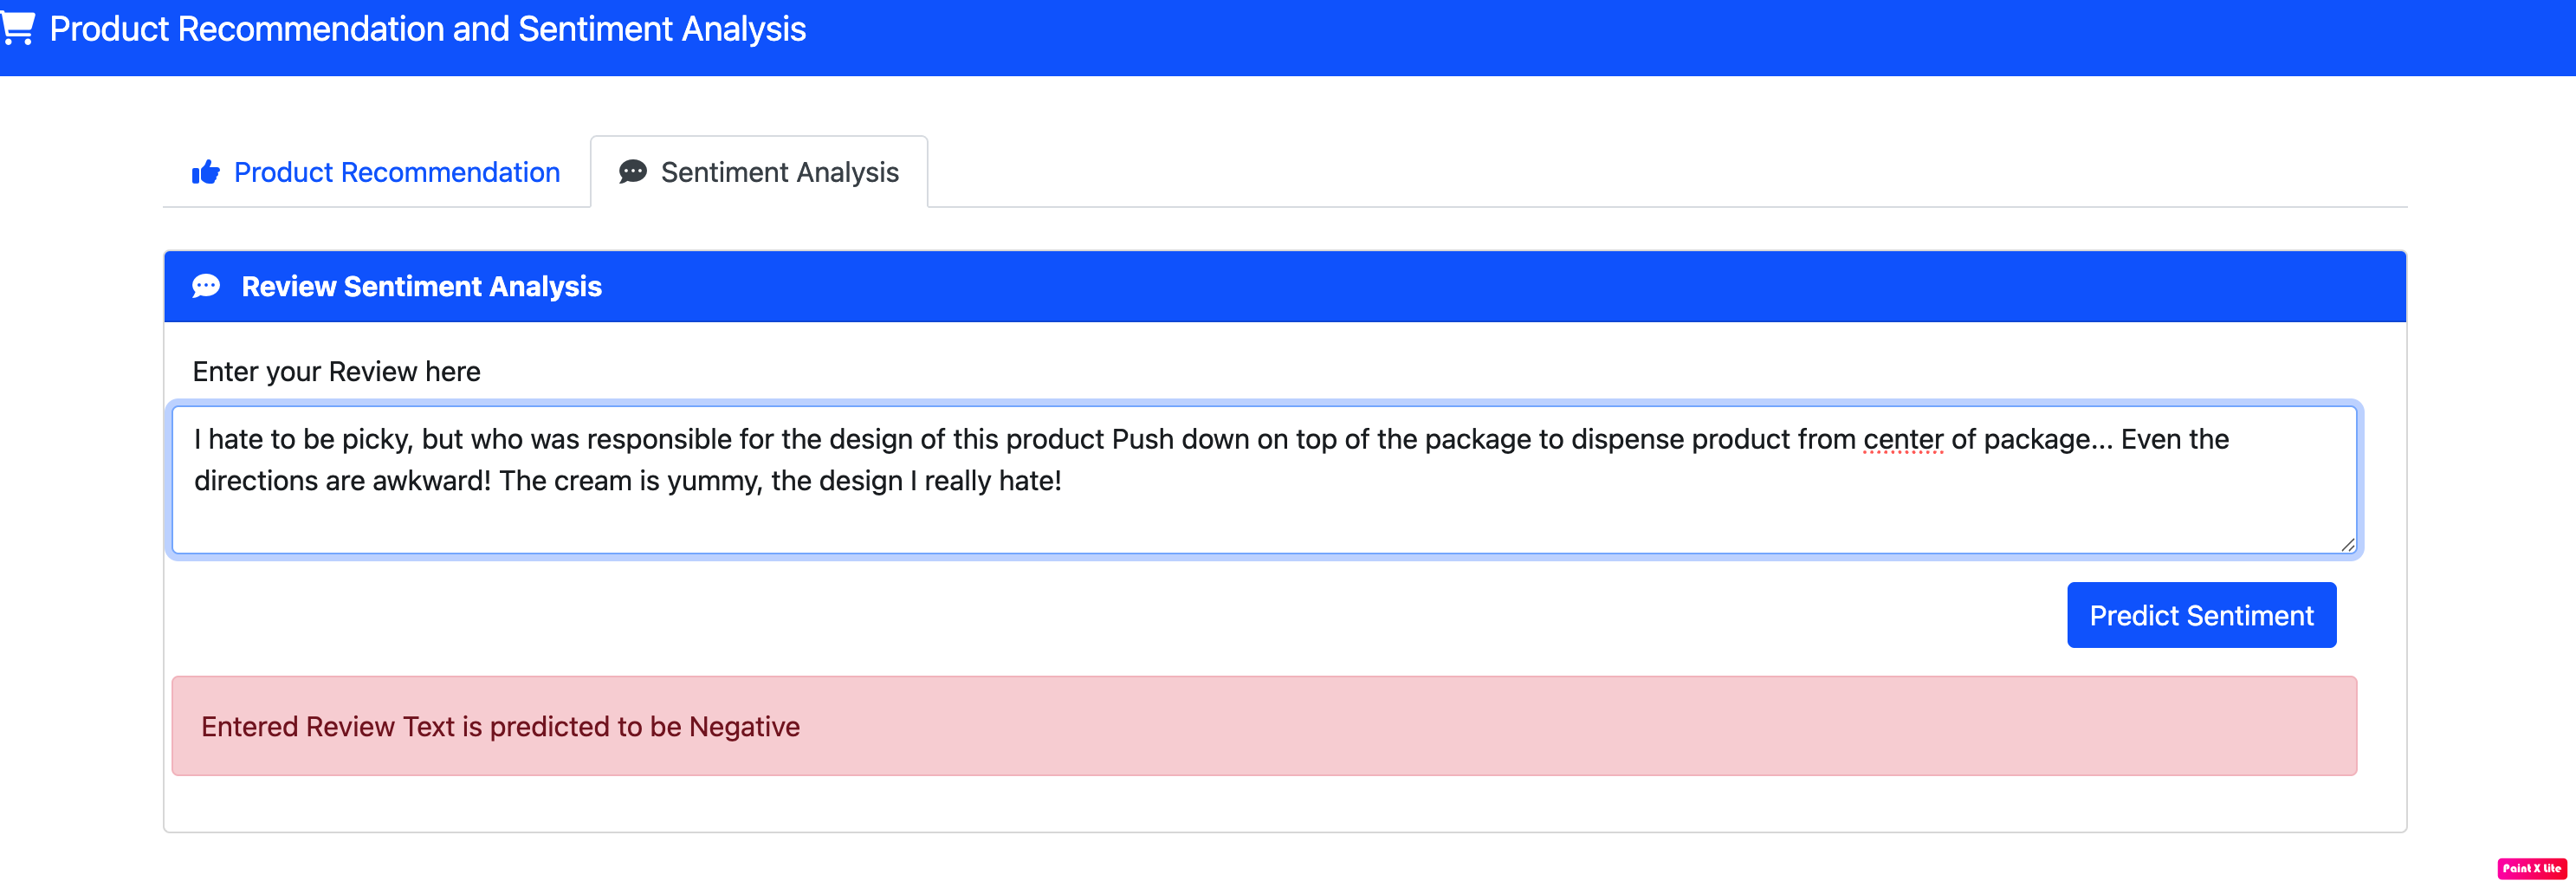 Product Recommendation and Sentiment Analysis
Product Recommendation
Sentiment Analysis
Review Sentiment Analysis
Enter your Review here
I hate to be picky, but who was responsible for the design of this product Push down on top of the package to dispense product from center of package... Even the
directions are awkward! The cream is yummy, the design I really hate!
Predict Sentiment
Entered Review Text is predicted to be Negative
Paint X Lite